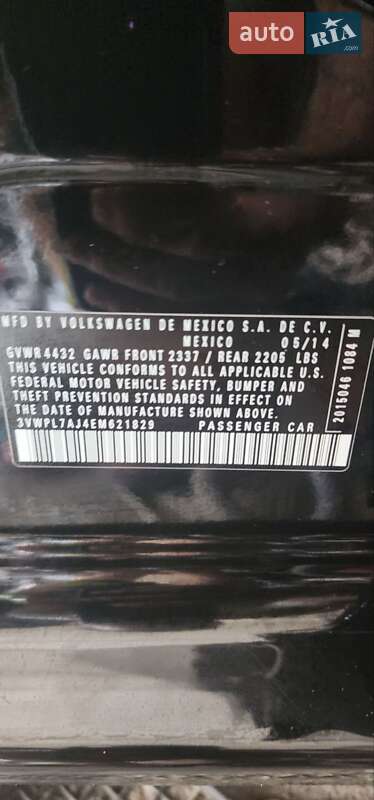 auto RIA
.com
MFD BY VOLKSWAGEN DE MEXICO S.A. DE C.V.
MEXICO 05/14
GVWR 4432 GAWR FRONT 2337 / REAR 2205 LBS
THIS VEHICLE CONFORMS TO ALL APPLICABLE U.S.
FEDERAL MOTOR VEHICLE SAFETY, BUMPER AND
THEFT PREVENTION STANDARDS IN EFFECT ON
THE DATE OF MANUFACTURE SHOWN ABOVE.
3VWPL7AJ4EM621829 PASSENGER CAR
2015046 1084 M